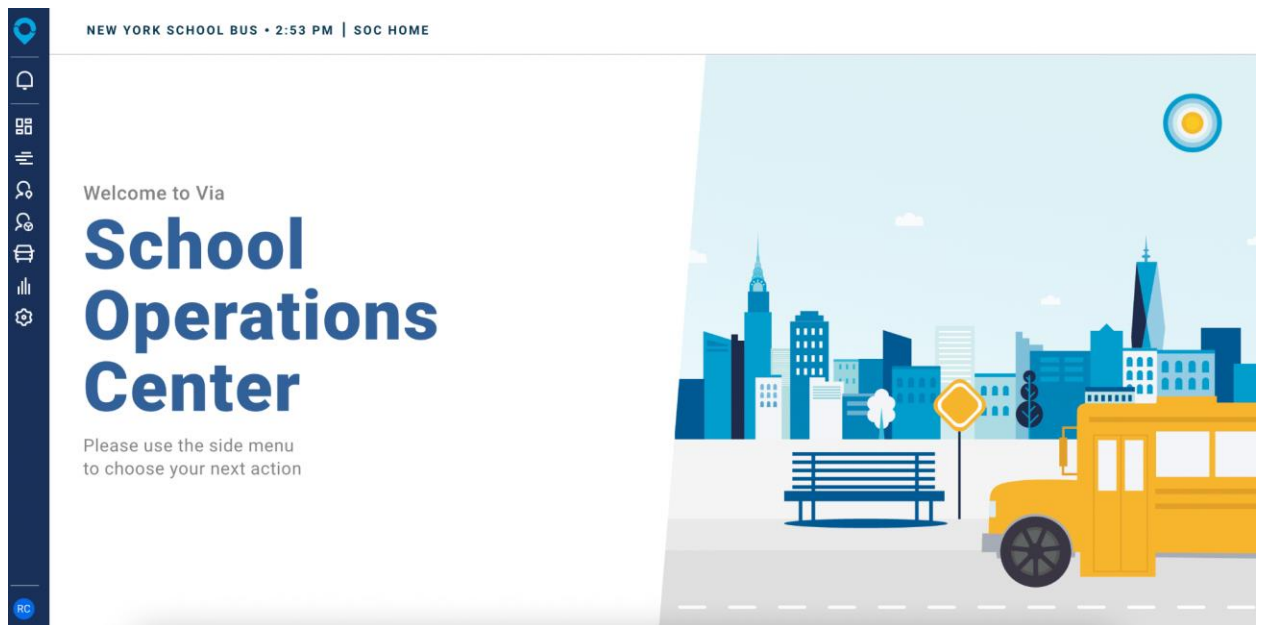 NEW YORK SCHOOL BUS • 2:53 PM | SOC HOME
Welcome to Via
School
Operations
Center
Please use the side menu
to choose your next action
RC